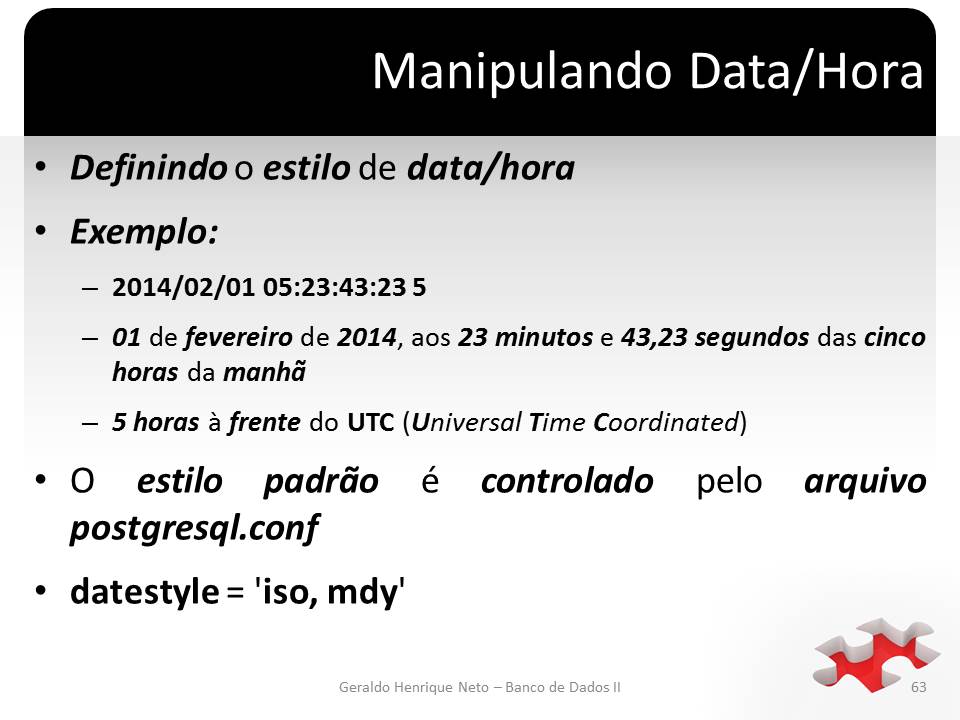 Manipulando Data/Hora
• Definindo o estilo de data/hora
• Exemplo:
– 2014/02/01 05:23:43:23 5
– 01 de fevereiro de 2014, aos 23 minutos e 43,23 segundos das cinco
horas da manhã
– 5 horas à frente do UTC (Universal Time Coordinated)
• O estilo padrão é controlado pelo arquivo
postgresql.conf
• datestyle = 'iso, mdy'
Geraldo Henrique Neto – Banco de Dados II
63